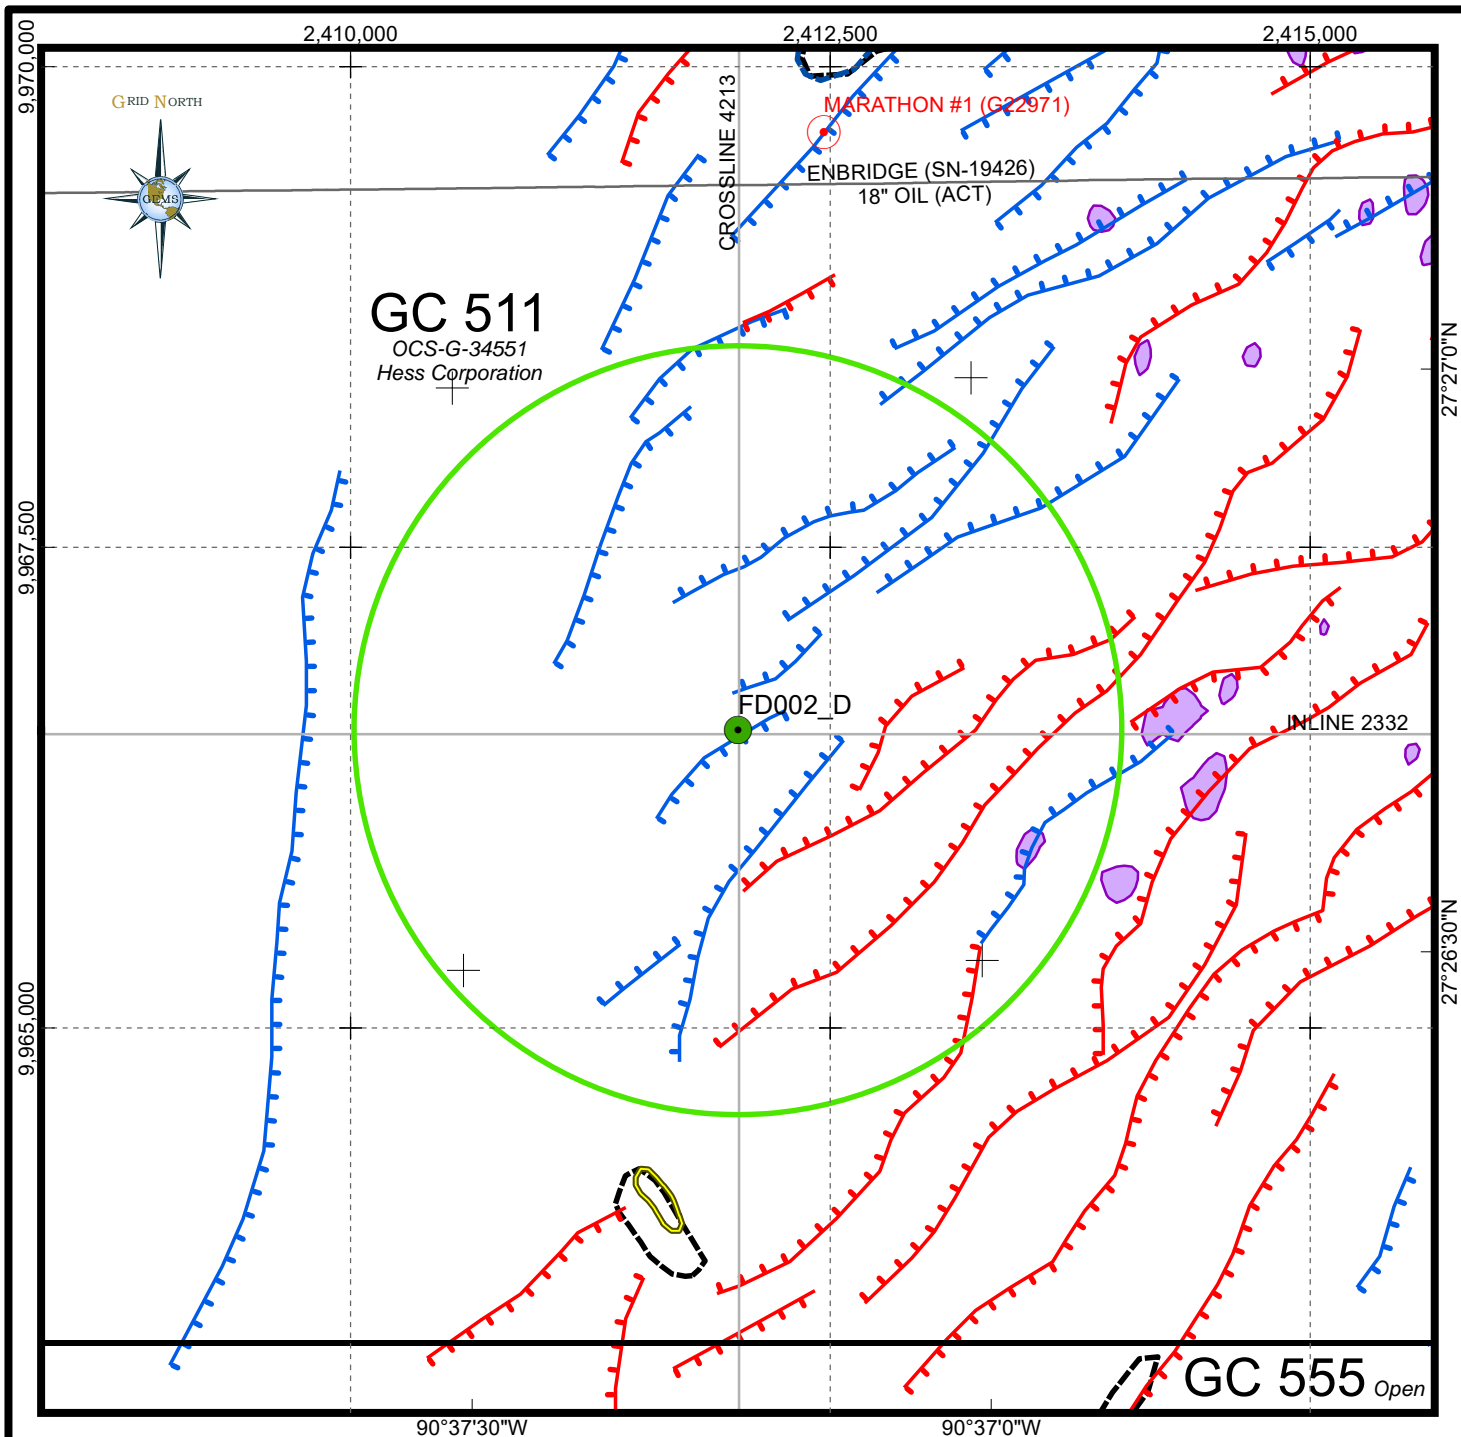 2,410,000
2,412,500
2,415,000
9,970,000
GRID NORTH
GEMS
CROSSLINE 4213
MARATHON #1 (G22971)
ENBRIDGE (SN-19426)
18" OIL (ACT)
GC 511
OCS-G-34551
Hess Corporation
27°27'0"N
9,967,500
FD002_D
INLINE 2332
27°26'30"N
9,965,000
GC 555 Open
90°37'30"W
90°37'0"W